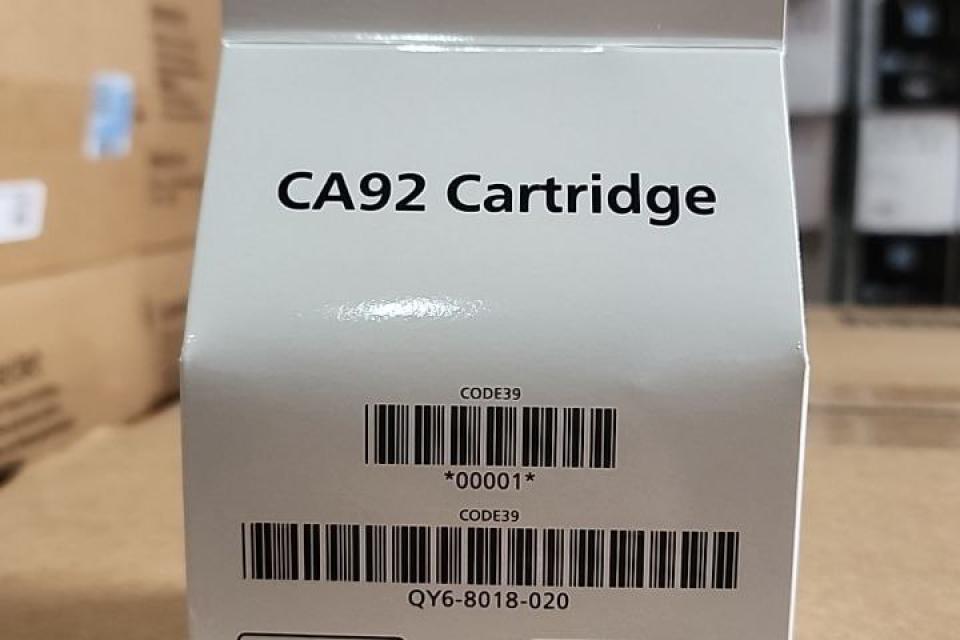 CA92 Cartridge
CODE39
*00001*
CODE39
QY6-8018-020